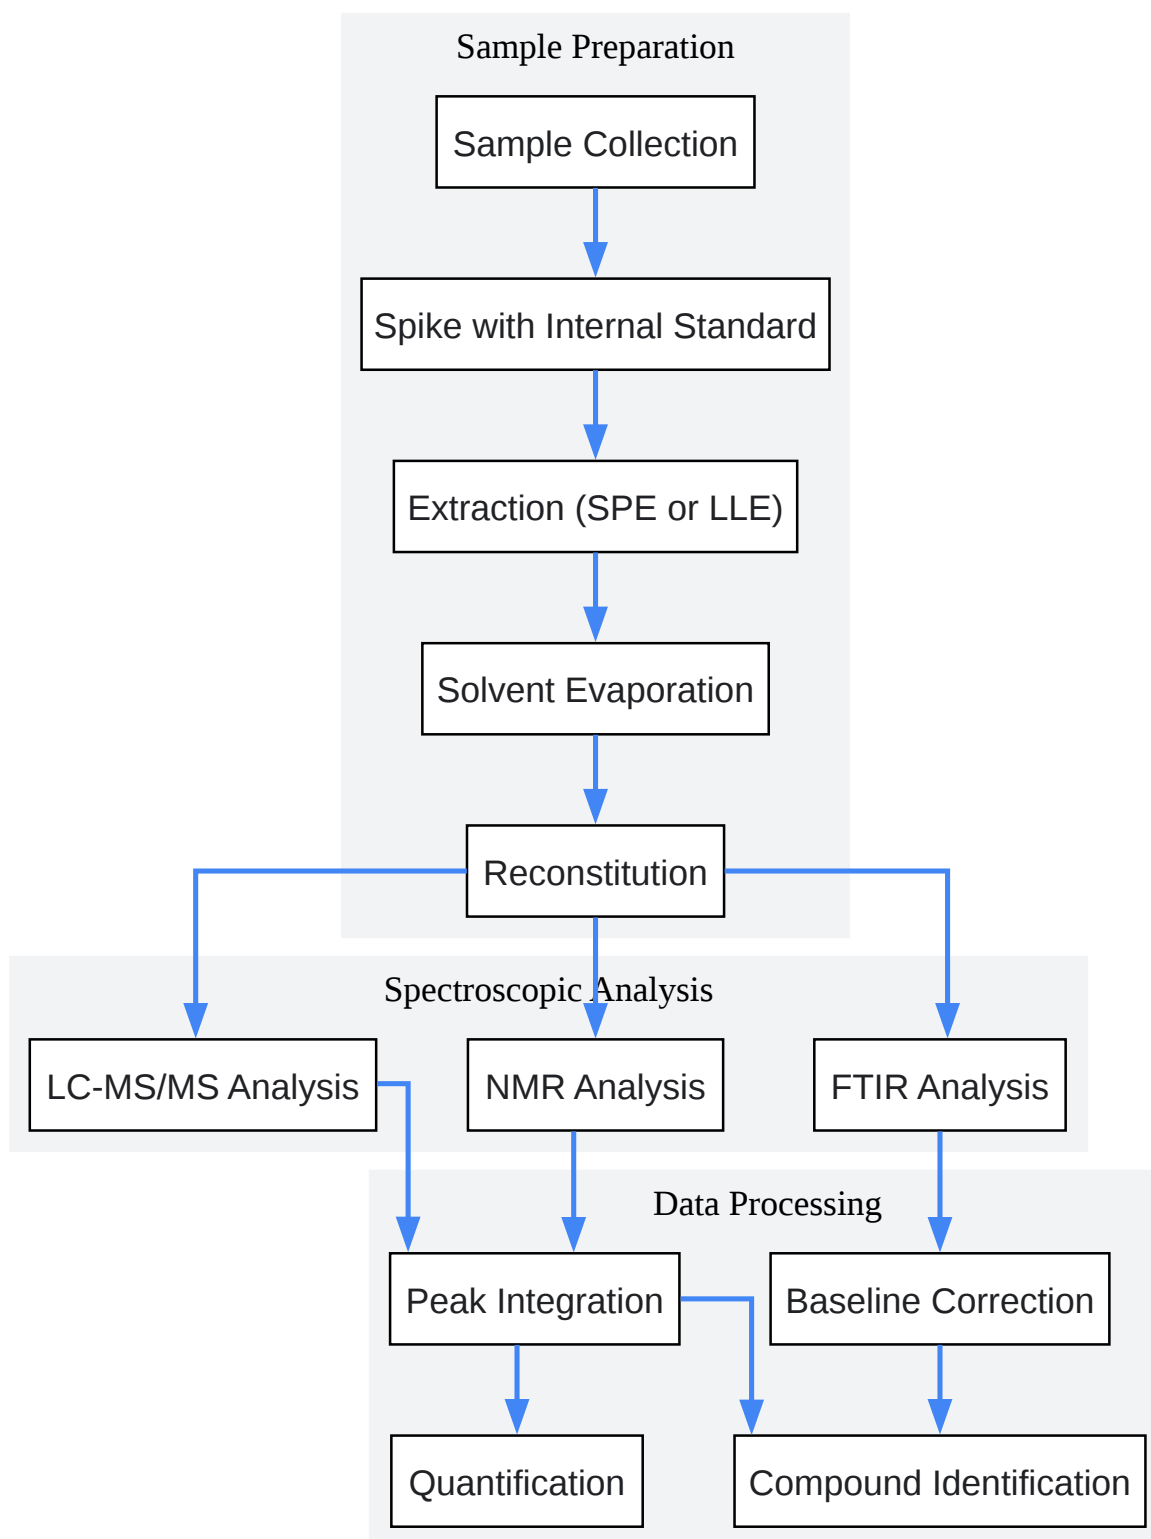 Sample Preparation
Sample Collection
Spike with Internal Standard
Extraction (SPE or LLE)
Solvent Evaporation
Reconstitution
Spectroscopic Analysis
LC-MS/MS Analysis
NMR Analysis
FTIR Analysis
Data Processing
Peak Integration
Baseline Correction
Quantification
Compound Identification